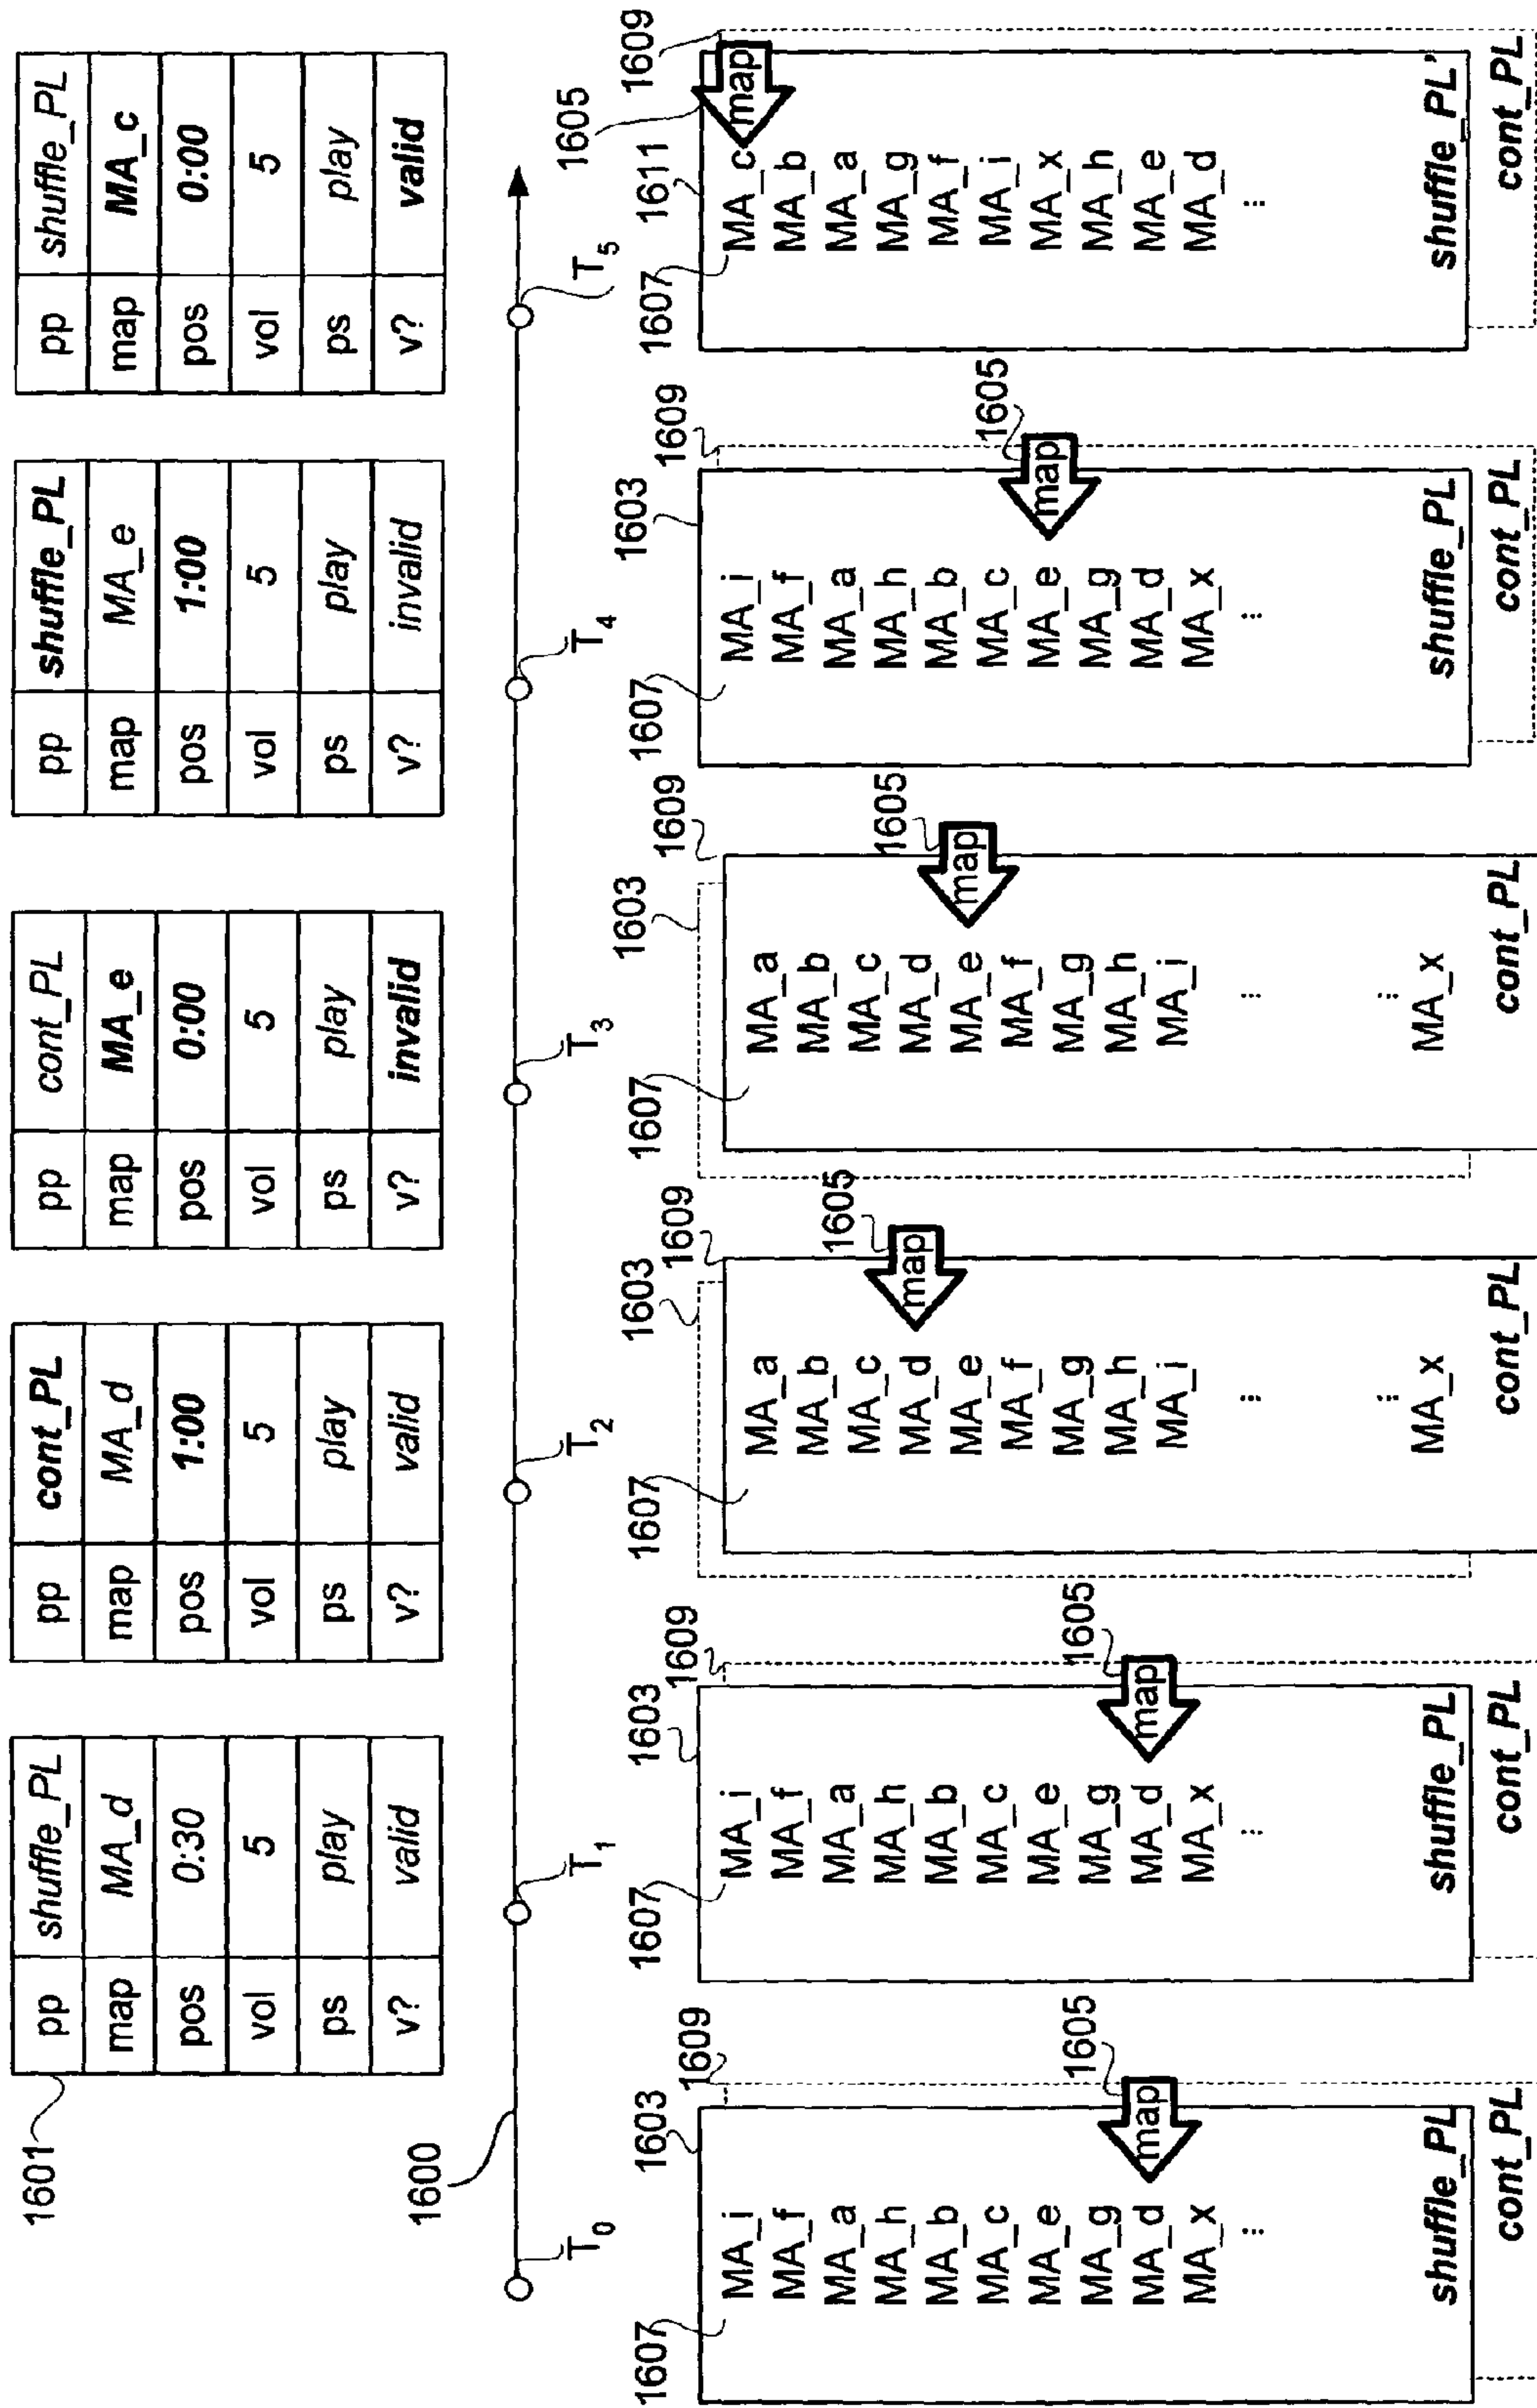 1601
pp shuffle_PL
map MA_d
pos 0:30
vol 5
ps play
v? valid
pp cont_PL
map MA_d
pos 1:00
vol 5
ps play
v? valid
pp cont_PL
map MA_e
pos 0:00
vol 5
ps play
v? invalid
pp shuffle_PL
map MA_e
pos 1:00
vol 5
ps play
v? invalid
pp shuffle_PL
map MA_c
pos 0:00
vol 5
ps play
v? valid
1600
T0
T1
T2
T3
T4
T5
1607
1603
1609
MA_i
MA_f
MA_a
MA_h
MA_b
MA_c
MA_e
MA_g
MA_d
MA_x
⋮
map
1605
shuffle_PL
cont_PL
1607
1603
1609
MA_i
MA_f
MA_a
MA_h
MA_b
MA_c
MA_e
MA_g
MA_d
MA_x
⋮
map
1605
shuffle_PL
cont_PL
1607
1603
1609
MA_a
MA_b
MA_c
MA_d
MA_e
MA_f
MA_g
MA_h
MA_i
⋮
⋮
MA_x
map
1605
cont_PL
1607
1603
1609
MA_a
MA_b
MA_c
MA_d
MA_e
MA_f
MA_g
MA_h
MA_i
⋮
⋮
MA_x
map
1605
cont_PL
1607
1603
1609
MA_i
MA_f
MA_a
MA_h
MA_b
MA_c
MA_e
MA_g
MA_d
MA_x
⋮
map
1605
shuffle_PL
cont_PL
1607
1611
1605
1609
MA_c
MA_b
MA_a
MA_g
MA_f
MA_i
MA_x
MA_h
MA_e
MA_d
⋮
map
shuffle_PL'
cont_PL